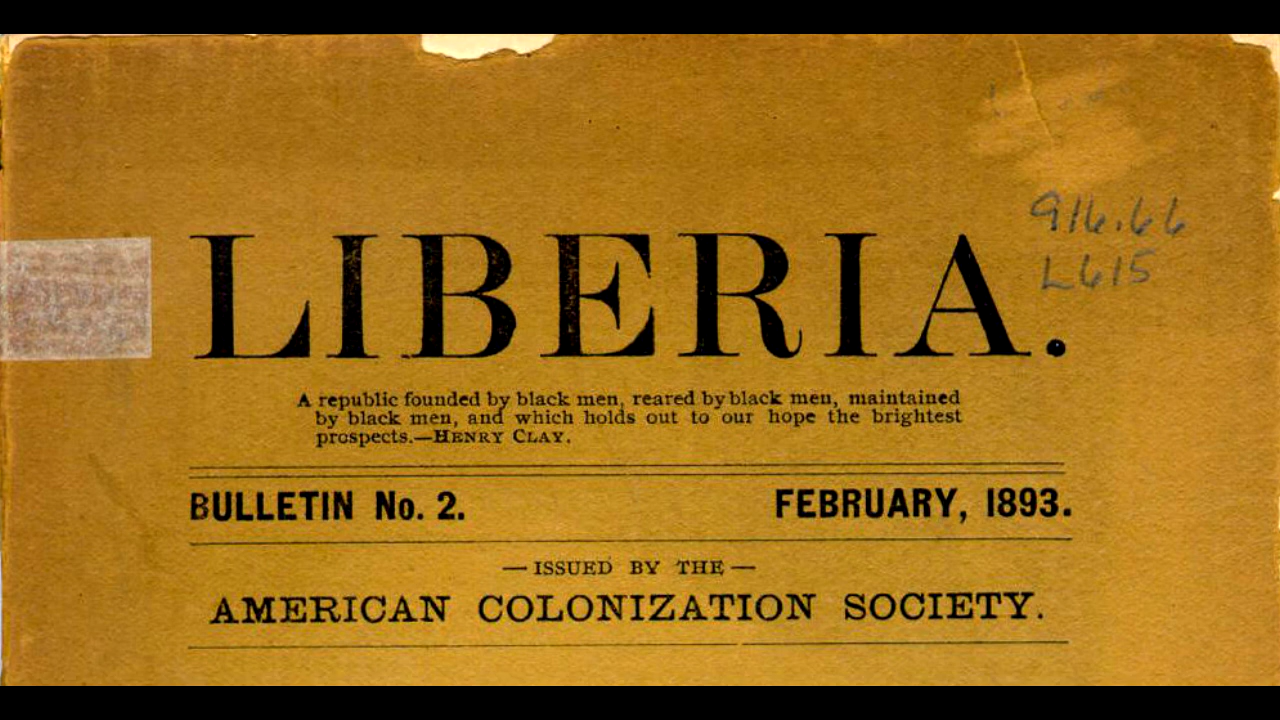 916.66
L615
LIBERIA.
A republic founded by black men, reared by black men, maintained
by black men, and which holds out to our hope the brightest
prospects.—HENRY CLAY.
BULLETIN No. 2.
FEBRUARY, 1893.
— ISSUED BY THE —
AMERICAN COLONIZATION SOCIETY.